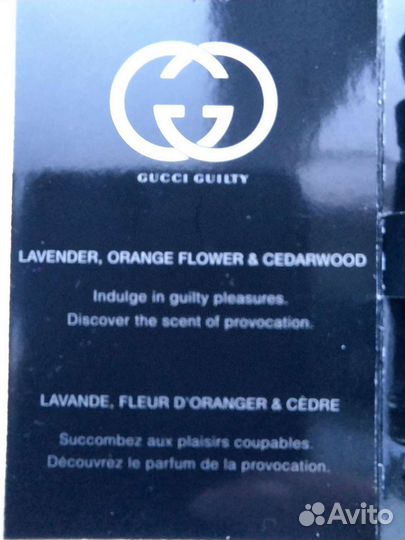 GUCCI GUILTY
LAVENDER, ORANGE FLOWER & CEDARWOOD
Indulge in guilty pleasures.
Discover the scent of provocation.
LAVANDE, FLEUR D'ORANGER & CÈDRE
Succombez aux plaisirs coupables.
Découvrez le parfum de la provocation.
Avito